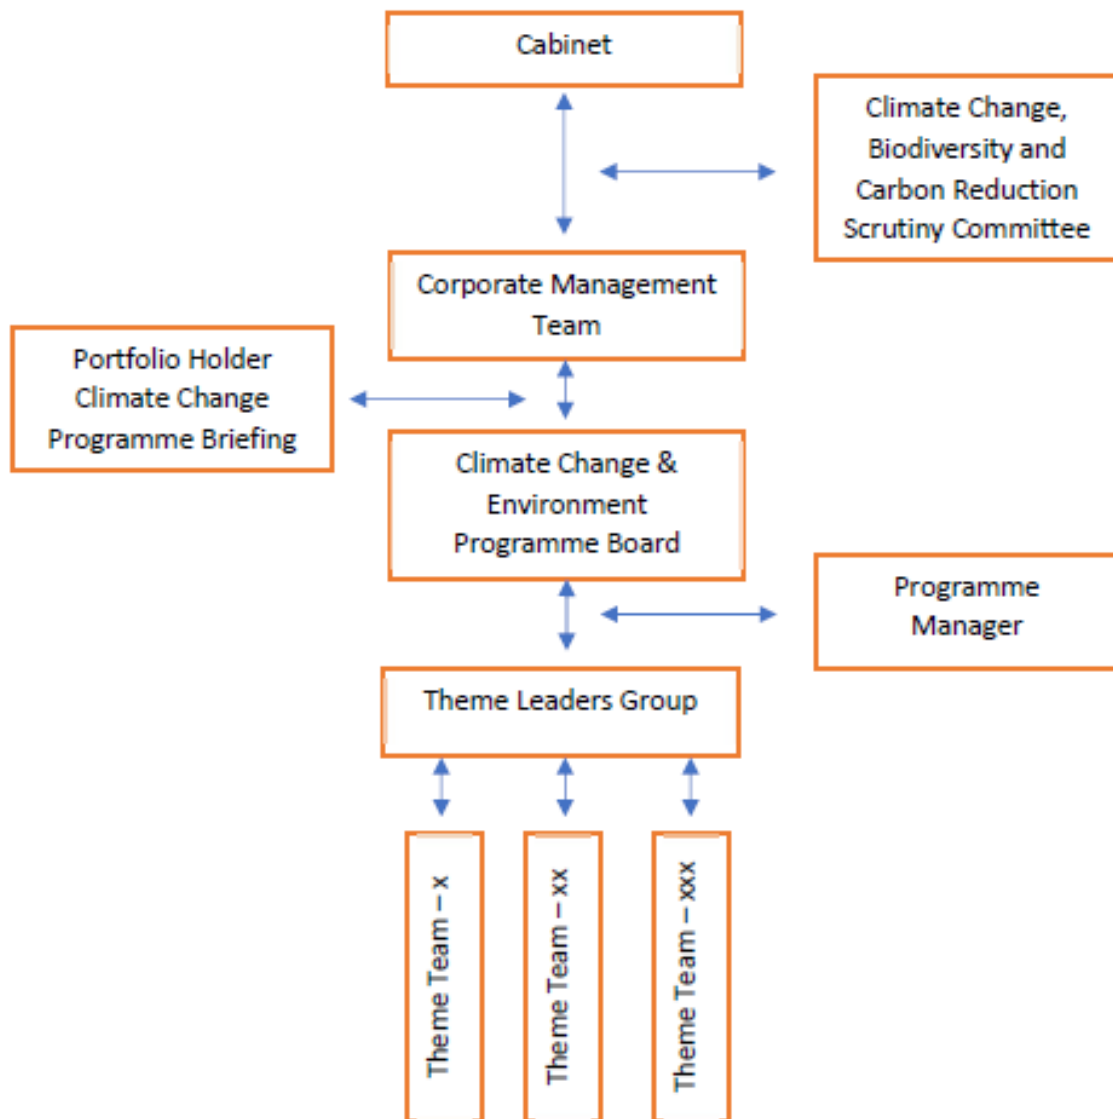 Cabinet
Climate Change,
Biodiversity and
Carbon Reduction
Scrutiny Committee
Corporate Management
Team
Portfolio Holder
Climate Change
Programme Briefing
Climate Change &
Environment
Programme Board
Programme
Manager
Theme Leaders Group
Theme Team – x
Theme Team – xx
Theme Team – xxx